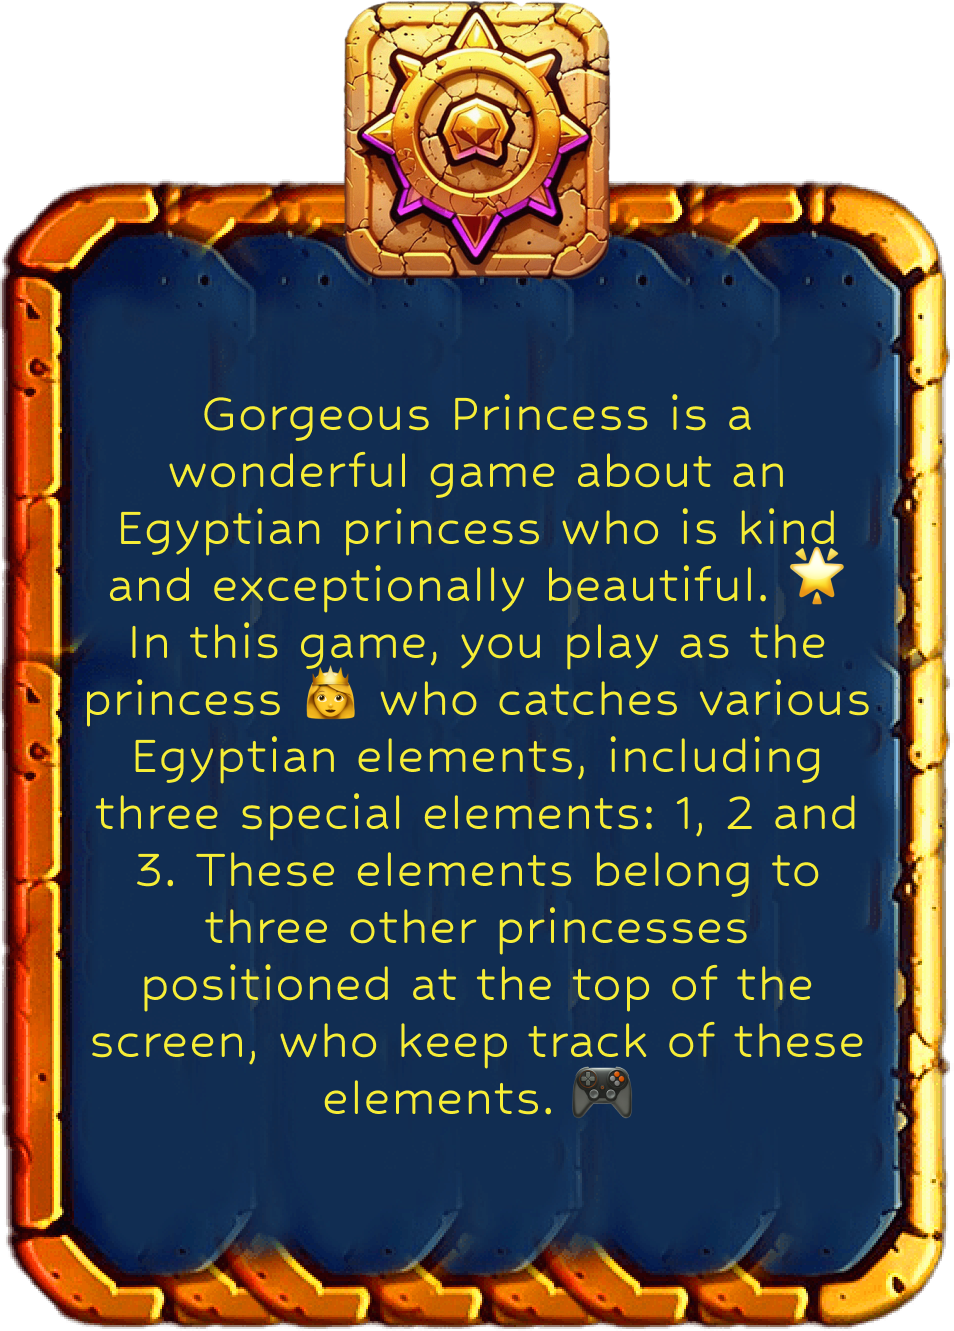 Gorgeous Princess is a
wonderful game about an
Egyptian princess who is kind
and exceptionally beautiful. 🌟
In this game, you play as the
princess 👸 who catches various
Egyptian elements, including
three special elements: 1, 2 and
3. These elements belong to
three other princesses
positioned at the top of the
screen, who keep track of these
elements. 🎮